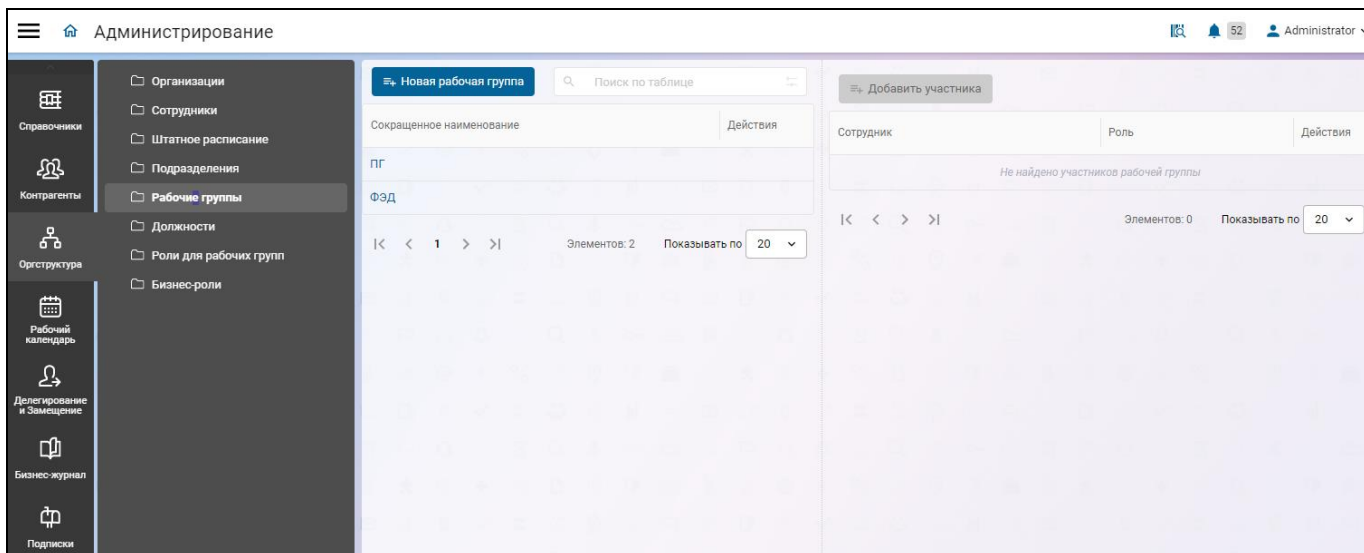 Администрирование
52
Administrator
Справочники
Контрагенты
Оргструктура
Рабочий
календарь
Делегирование
и Замещение
Бизнес-журнал
Подписки
Организации
Сотрудники
Штатное расписание
Подразделения
Рабочие группы
Должности
Роли для рабочих групп
Бизнес-роли
Новая рабочая группа
Поиск по таблице
Сокращенное наименование Действия
ПГ
ФЭД
1 Элементов: 2 Показывать по 20
Добавить участника
Сотрудник Роль Действия
Не найдено участников рабочей группы
Элементов: 0 Показывать по 20